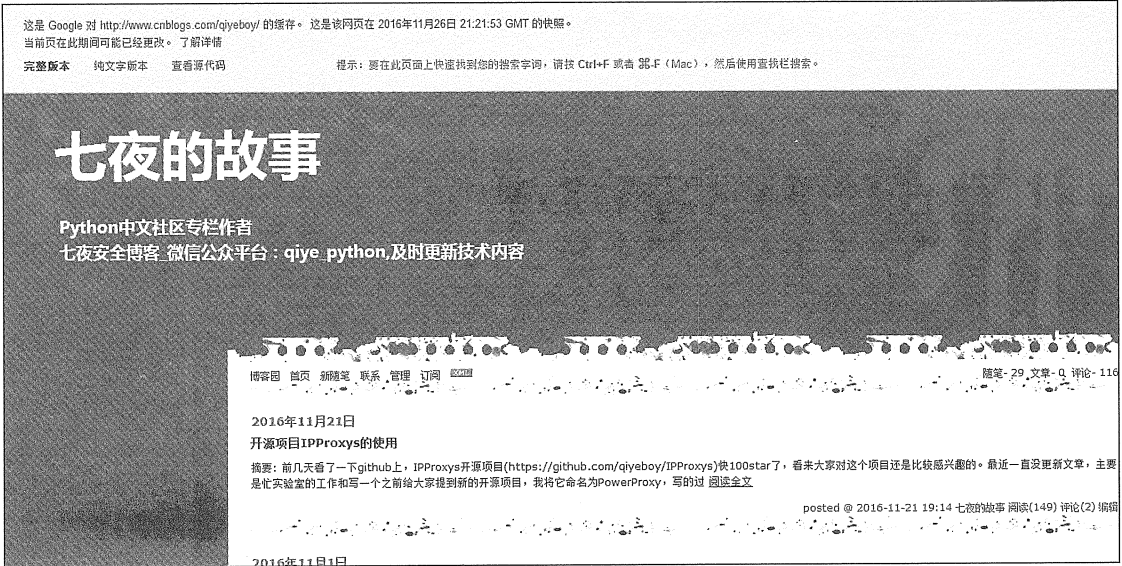 这是 Google 对 http://www.cnblogs.com/qiyeboy/ 的缓存。 这是该网页在 2016年11月26日 21:21:53 GMT 的快照。
当前页在此期间可能已经更改。 了解详情
完整版本 纯文字版本 查看源代码 提示：要在此页面上快速找到您的搜索字词，请按 Ctrl+F 或者 ⌘-F（Mac），然后使用查找栏搜索。
七夜的故事
Python中文社区专栏作者
七夜安全博客_微信公众平台：qiye_python,及时更新技术内容
博客园 首页 新随笔 联系 管理 订阅 XML
随笔- 29 文章- 0 评论- 116
2016年11月21日
开源项目IPProxys的使用
摘要: 前几天看了一下github上，IPProxys开源项目(https://github.com/qiyeboy/IPProxys)快100star了，看来大家对这个项目还是比较感兴趣的。最近一直没更新文章，主要
是忙实验室的工作和写一个之前给大家提到新的开源项目，我将它命名为PowerProxy，写的过 阅读全文
posted @ 2016-11-21 19:14 七夜的故事 阅读(149) 评论(2) 编辑
2016年11月1日